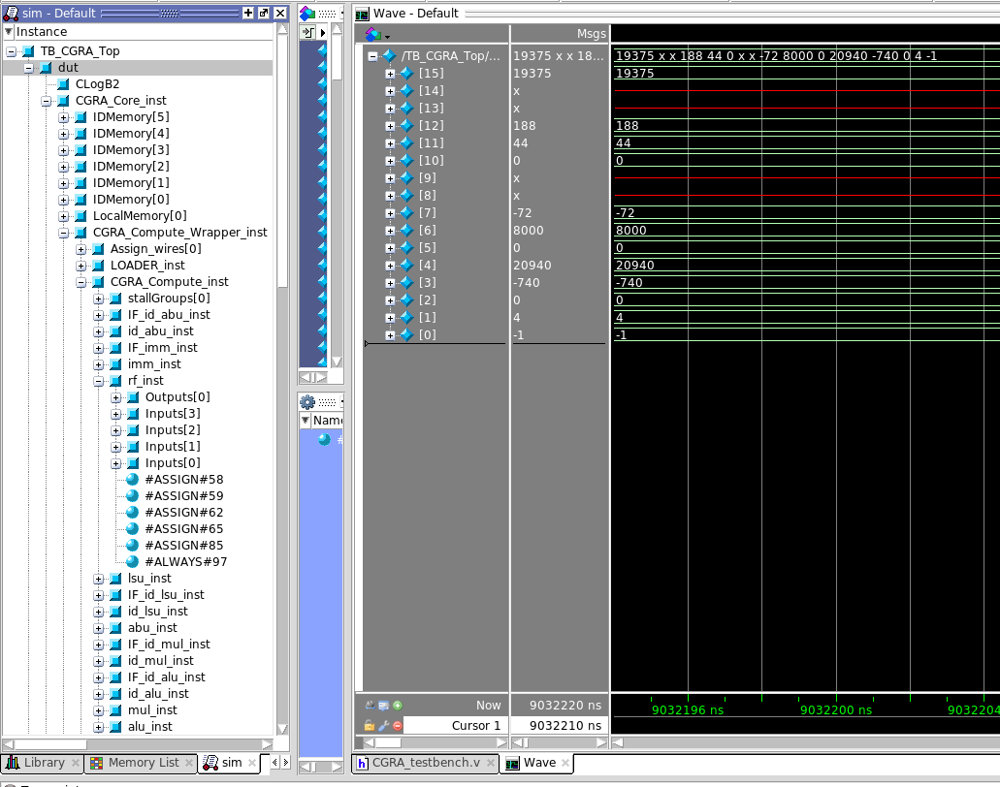 sim - Default
Instance
TB_CGRA_Top
dut
CLogB2
CGRA_Core_inst
IDMemory[5]
IDMemory[4]
IDMemory[3]
IDMemory[2]
IDMemory[1]
IDMemory[0]
LocalMemory[0]
CGRA_Compute_Wrapper_inst
Assign_wires[0]
LOADER_inst
CGRA_Compute_inst
stallGroups[0]
IF_id_abu_inst
id_abu_inst
IF_imm_inst
imm_inst
rf_inst
Outputs[0]
Inputs[3]
Inputs[2]
Inputs[1]
Inputs[0]
#ASSIGN#58
#ASSIGN#59
#ASSIGN#62
#ASSIGN#65
#ASSIGN#85
#ALWAYS#97
lsu_inst
IF_id_lsu_inst
id_lsu_inst
abu_inst
IF_id_mul_inst
id_mul_inst
IF_id_alu_inst
id_alu_inst
mul_inst
alu_inst
Library
Memory List
sim
Name
#
Wave - Default
Msgs
/TB_CGRA_Top/... 19375 x x 18... 19375 x x 188 44 0 x x -72 8000 0 20940 -740 0 4 -1
[15] 19375 19375
[14] x
[13] x
[12] 188 188
[11] 44 44
[10] 0 0
[9] x
[8] x
[7] -72 -72
[6] 8000 8000
[5] 0 0
[4] 20940 20940
[3] -740 -740
[2] 0 0
[1] 4 4
[0] -1 -1
Now 9032220 ns 9032196 ns 9032200 ns 9032204
Cursor 1 9032210 ns
CGRA_testbench.v
Wave